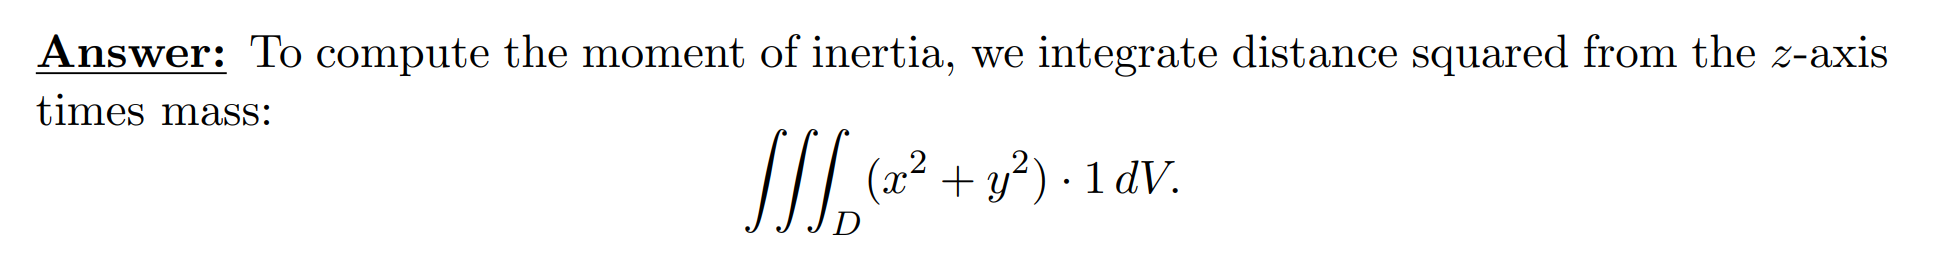 Answer: To compute the moment of inertia, we integrate distance squared from the z-axis
times mass:
∭_D (x² + y²) · 1 dV.